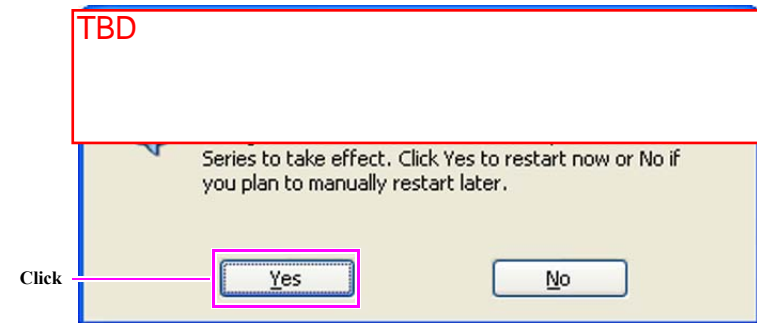 TBD
Series to take effect. Click Yes to restart now or No if
you plan to manually restart later.
Click
Yes
No